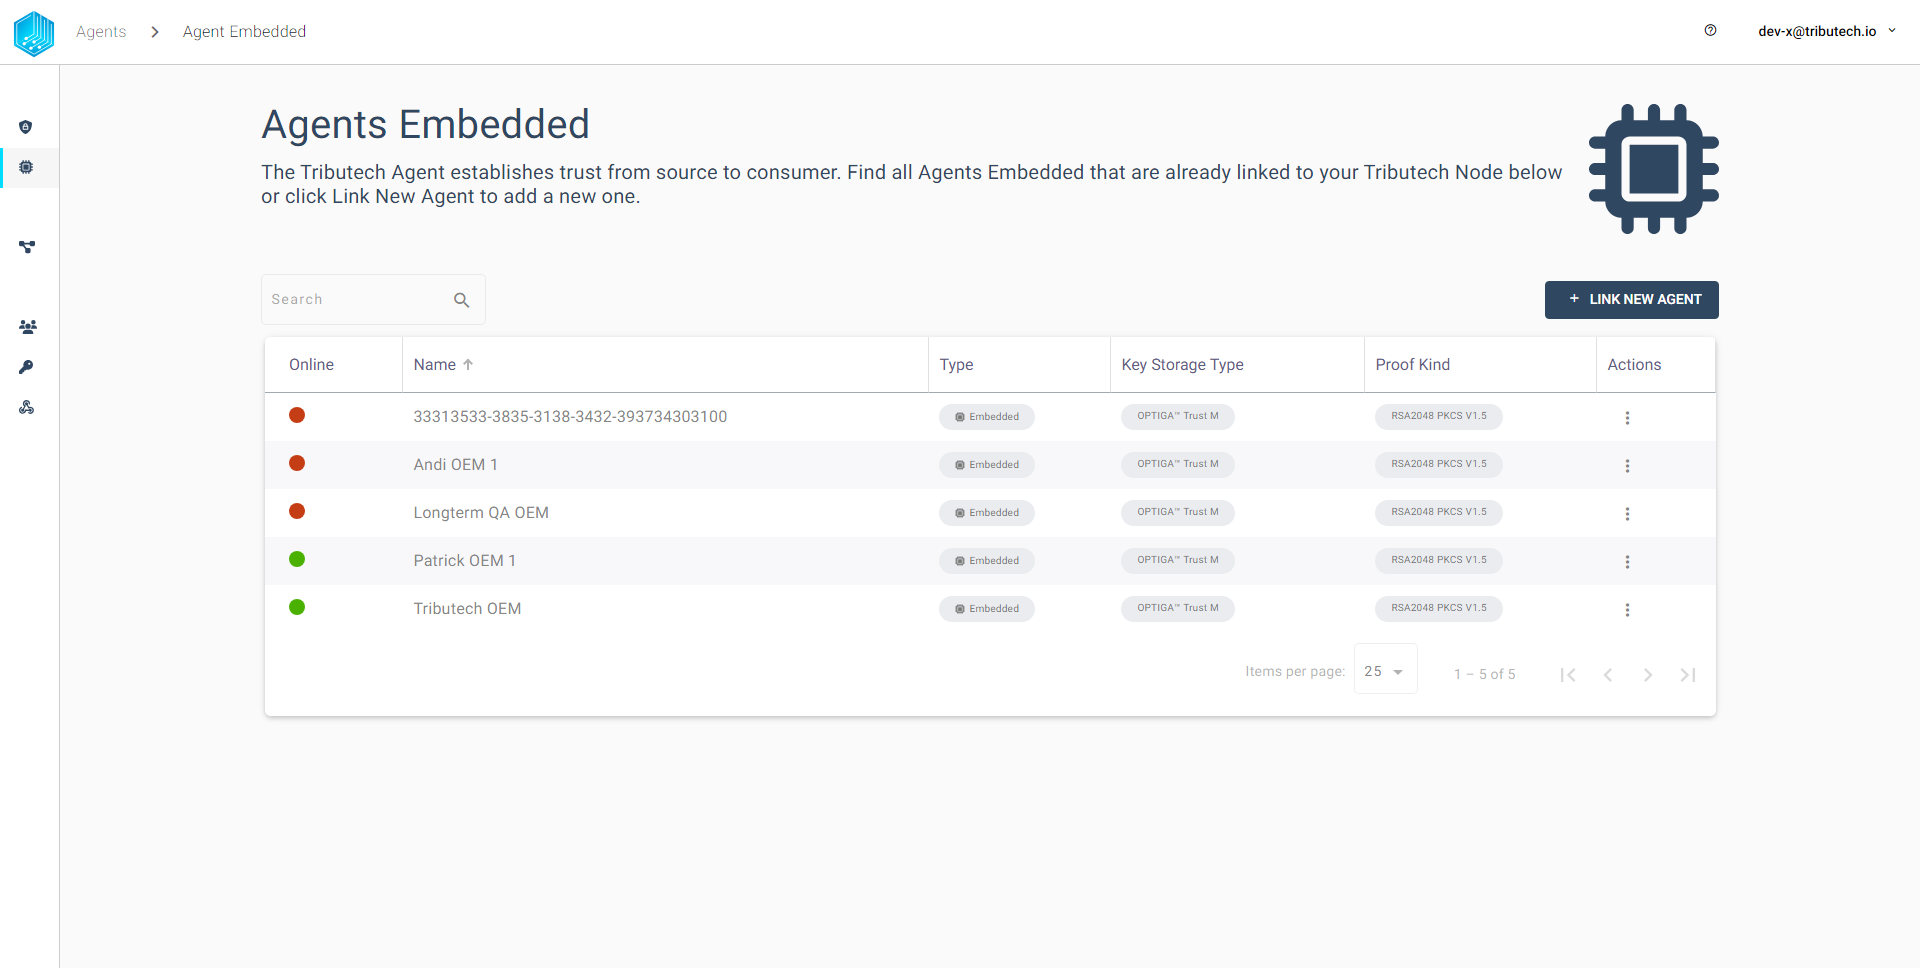 Agents
Agent Embedded
dev-x@tributech.io
Agents Embedded
The Tributech Agent establishes trust from source to consumer. Find all Agents Embedded that are already linked to your Tributech Node below
or click Link New Agent to add a new one.
Search
+ LINK NEW AGENT
Online Name Type Key Storage Type Proof Kind Actions
33313533-3835-3138-3432-393734303100 Embedded OPTIGA™ Trust M RSA2048 PKCS V1.5
Andi OEM 1 Embedded OPTIGA™ Trust M RSA2048 PKCS V1.5
Longterm QA OEM Embedded OPTIGA™ Trust M RSA2048 PKCS V1.5
Patrick OEM 1 Embedded OPTIGA™ Trust M RSA2048 PKCS V1.5
Tributech OEM Embedded OPTIGA™ Trust M RSA2048 PKCS V1.5
Items per page: 25 1 – 5 of 5